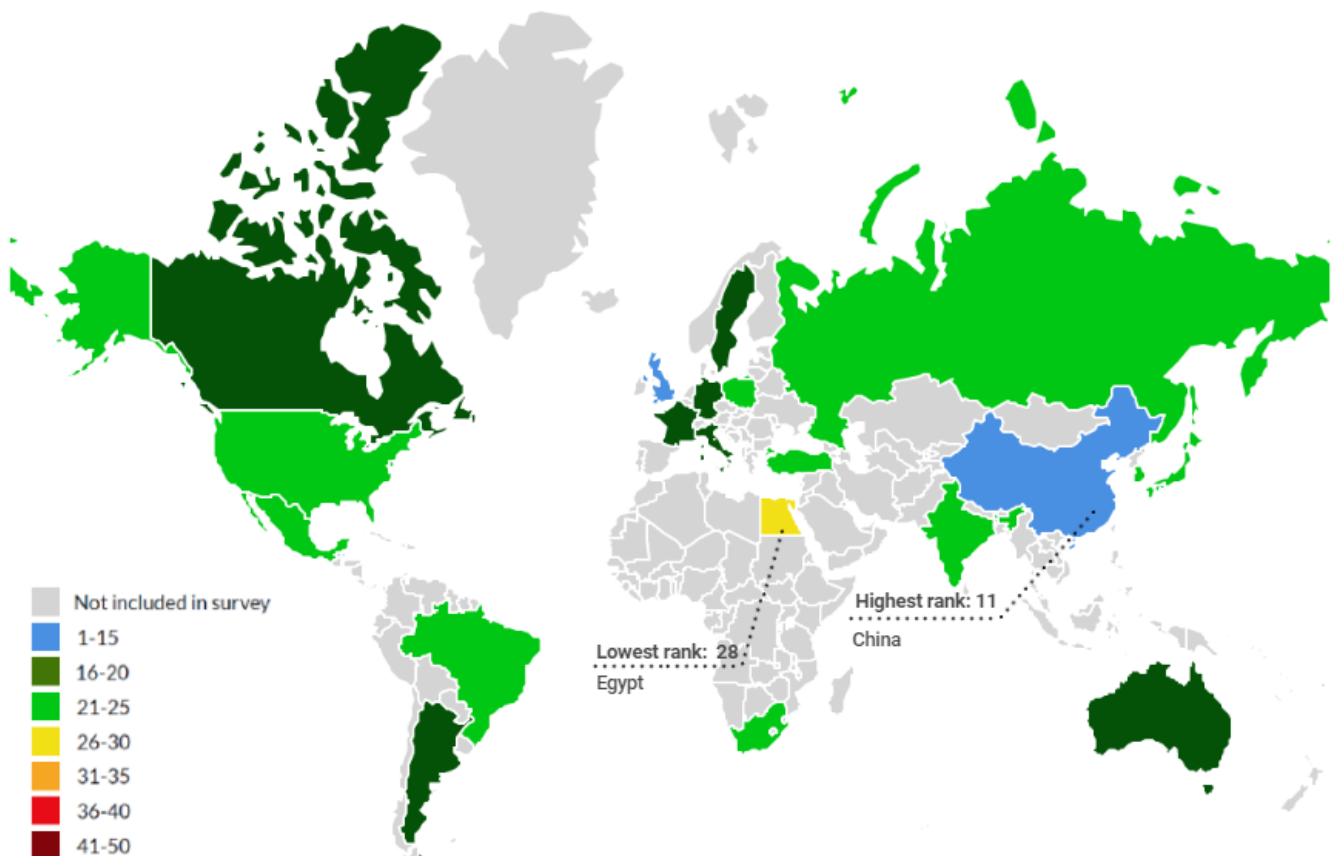 Not included in survey
1-15
16-20
21-25
26-30
31-35
36-40
41-50
Lowest rank: 28
Egypt
Highest rank: 11
China